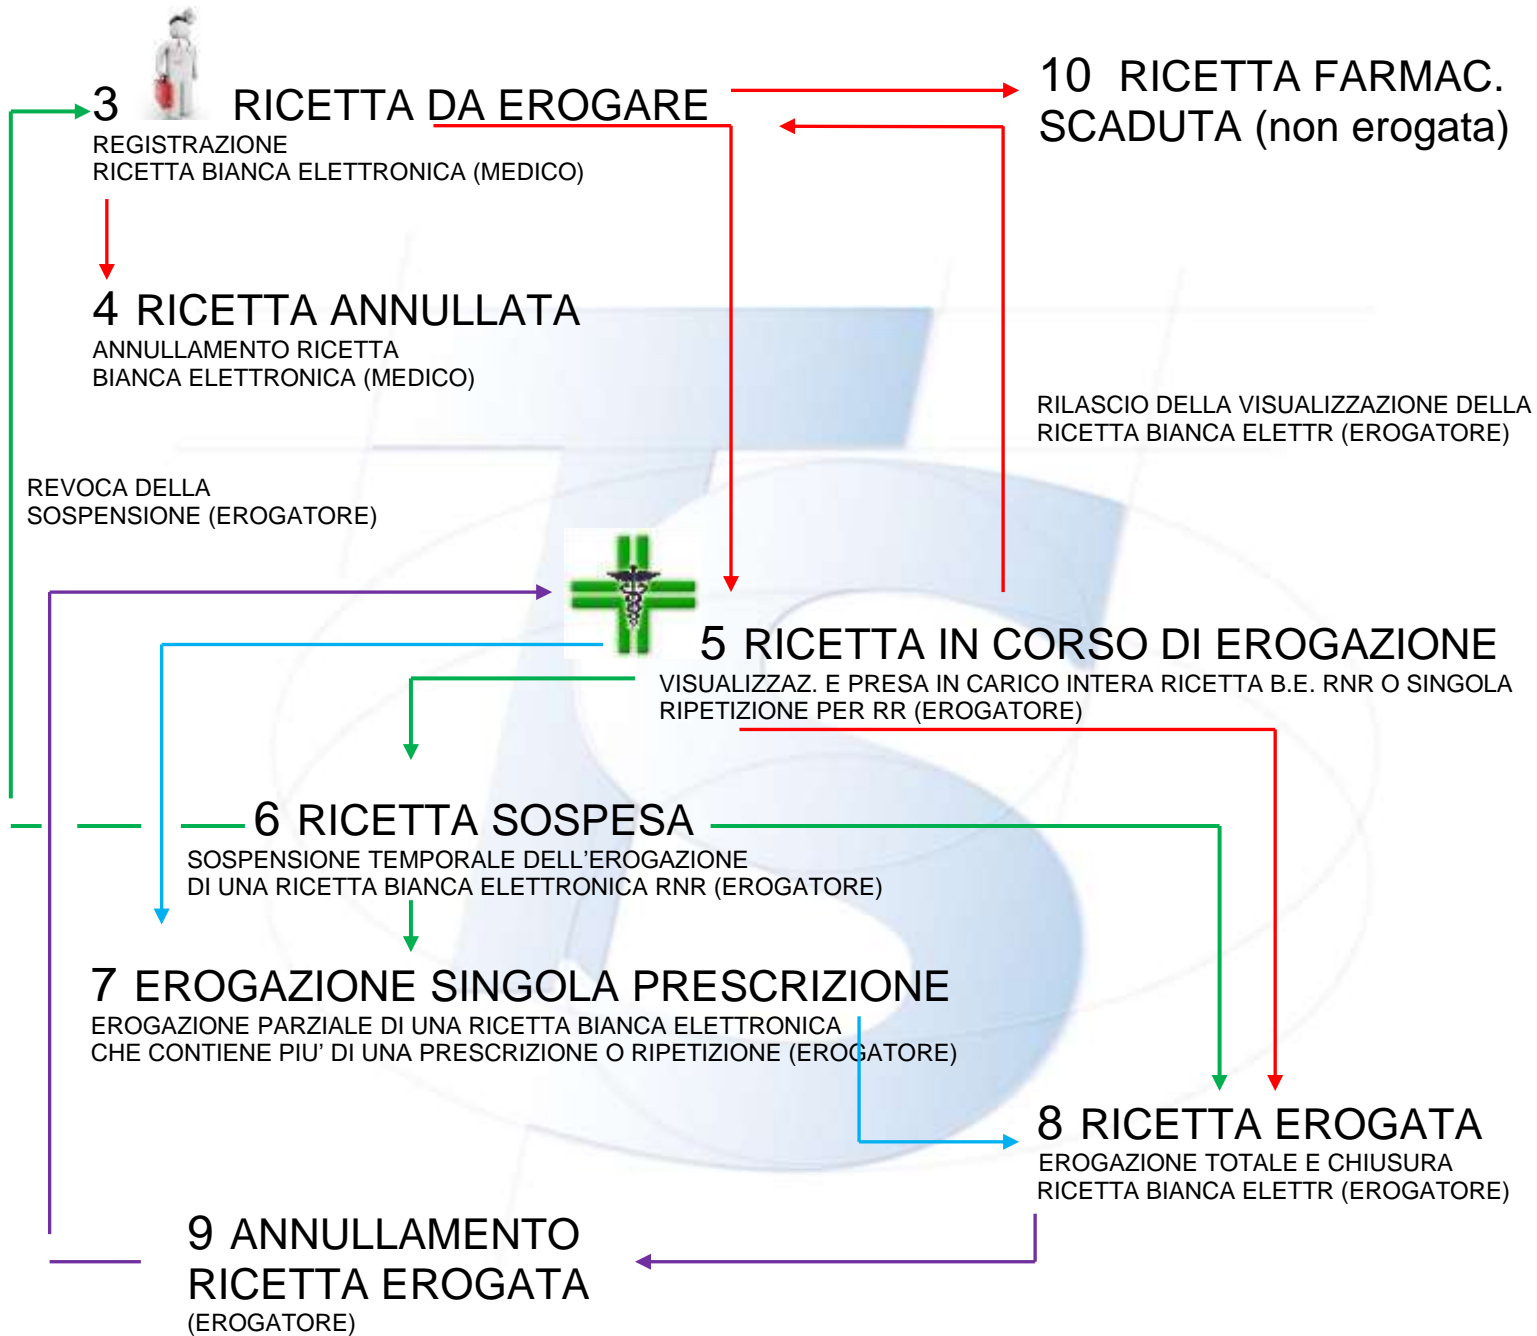 3 RICETTA DA EROGARE
REGISTRAZIONE
RICETTA BIANCA ELETTRONICA (MEDICO)
10 RICETTA FARMAC.
SCADUTA (non erogata)
4 RICETTA ANNULLATA
ANNULLAMENTO RICETTA
BIANCA ELETTRONICA (MEDICO)
RILASCIO DELLA VISUALIZZAZIONE DELLA
RICETTA BIANCA ELETTR (EROGATORE)
REVOCA DELLA
SOSPENSIONE (EROGATORE)
5 RICETTA IN CORSO DI EROGAZIONE
VISUALIZZAZ. E PRESA IN CARICO INTERA RICETTA B.E. RNR O SINGOLA
RIPETIZIONE PER RR (EROGATORE)
6 RICETTA SOSPESA
SOSPENSIONE TEMPORALE DELL'EROGAZIONE
DI UNA RICETTA BIANCA ELETTRONICA RNR (EROGATORE)
7 EROGAZIONE SINGOLA PRESCRIZIONE
EROGAZIONE PARZIALE DI UNA RICETTA BIANCA ELETTRONICA
CHE CONTIENE PIU' DI UNA PRESCRIZIONE O RIPETIZIONE (EROGATORE)
8 RICETTA EROGATA
EROGAZIONE TOTALE E CHIUSURA
RICETTA BIANCA ELETTR (EROGATORE)
9 ANNULLAMENTO
RICETTA EROGATA
(EROGATORE)
TS